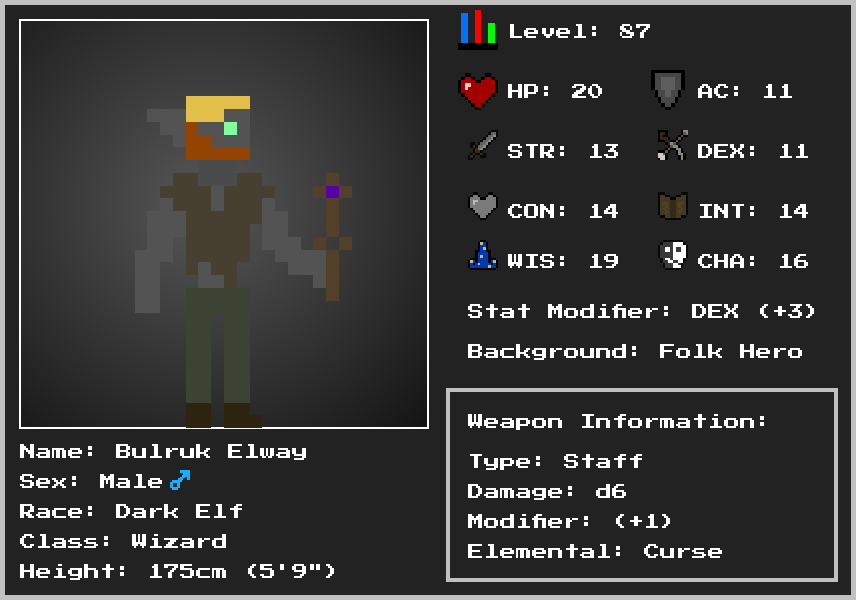 Level: 87
HP: 20
AC: 11
STR: 13
DEX: 11
CON: 14
INT: 14
WIS: 19
CHA: 16
Stat Modifier: DEX (+3)
Background: Folk Hero
Weapon Information:
Type: Staff
Damage: d6
Modifier: (+1)
Elemental: Curse
Name: Bulruk Elway
Sex: Male♂
Race: Dark Elf
Class: Wizard
Height: 175cm (5'9")